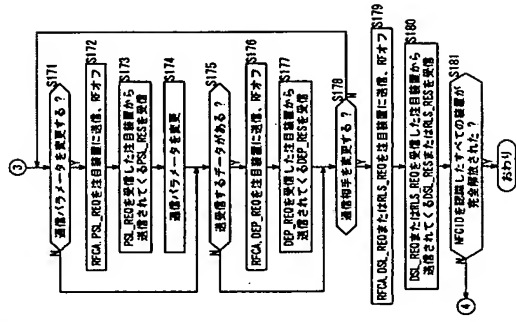 ③
S171
通信パラメータを変更する？
N
Y
S172
RFCA、PSL_REQを注目装置に送信、RFオフ
S173
PSL_REQを受信した注目装置から
送信されてくるPSL_RESを受信
S174
通信パラメータを変更
S175
送受信するデータがある？
N
Y
S176
RFCA、DEP_REQを注目装置に送信、RFオフ
S177
DEP_REQを受信した注目装置から
送信されてくるDEP_RESを受信
S178
通信相手を変更する？
N
Y
S179
RFCA、DSL_REQまたはRLS_REQを注目装置に送信、RFオフ
S180
DSL_REQまたはRLS_REQを受信した注目装置から
送信されてくるDSL_RESまたはRLS_RESを受信
S181
NFCIDを認識したすべての装置が
完全解放された？
N
④
Y
おわり